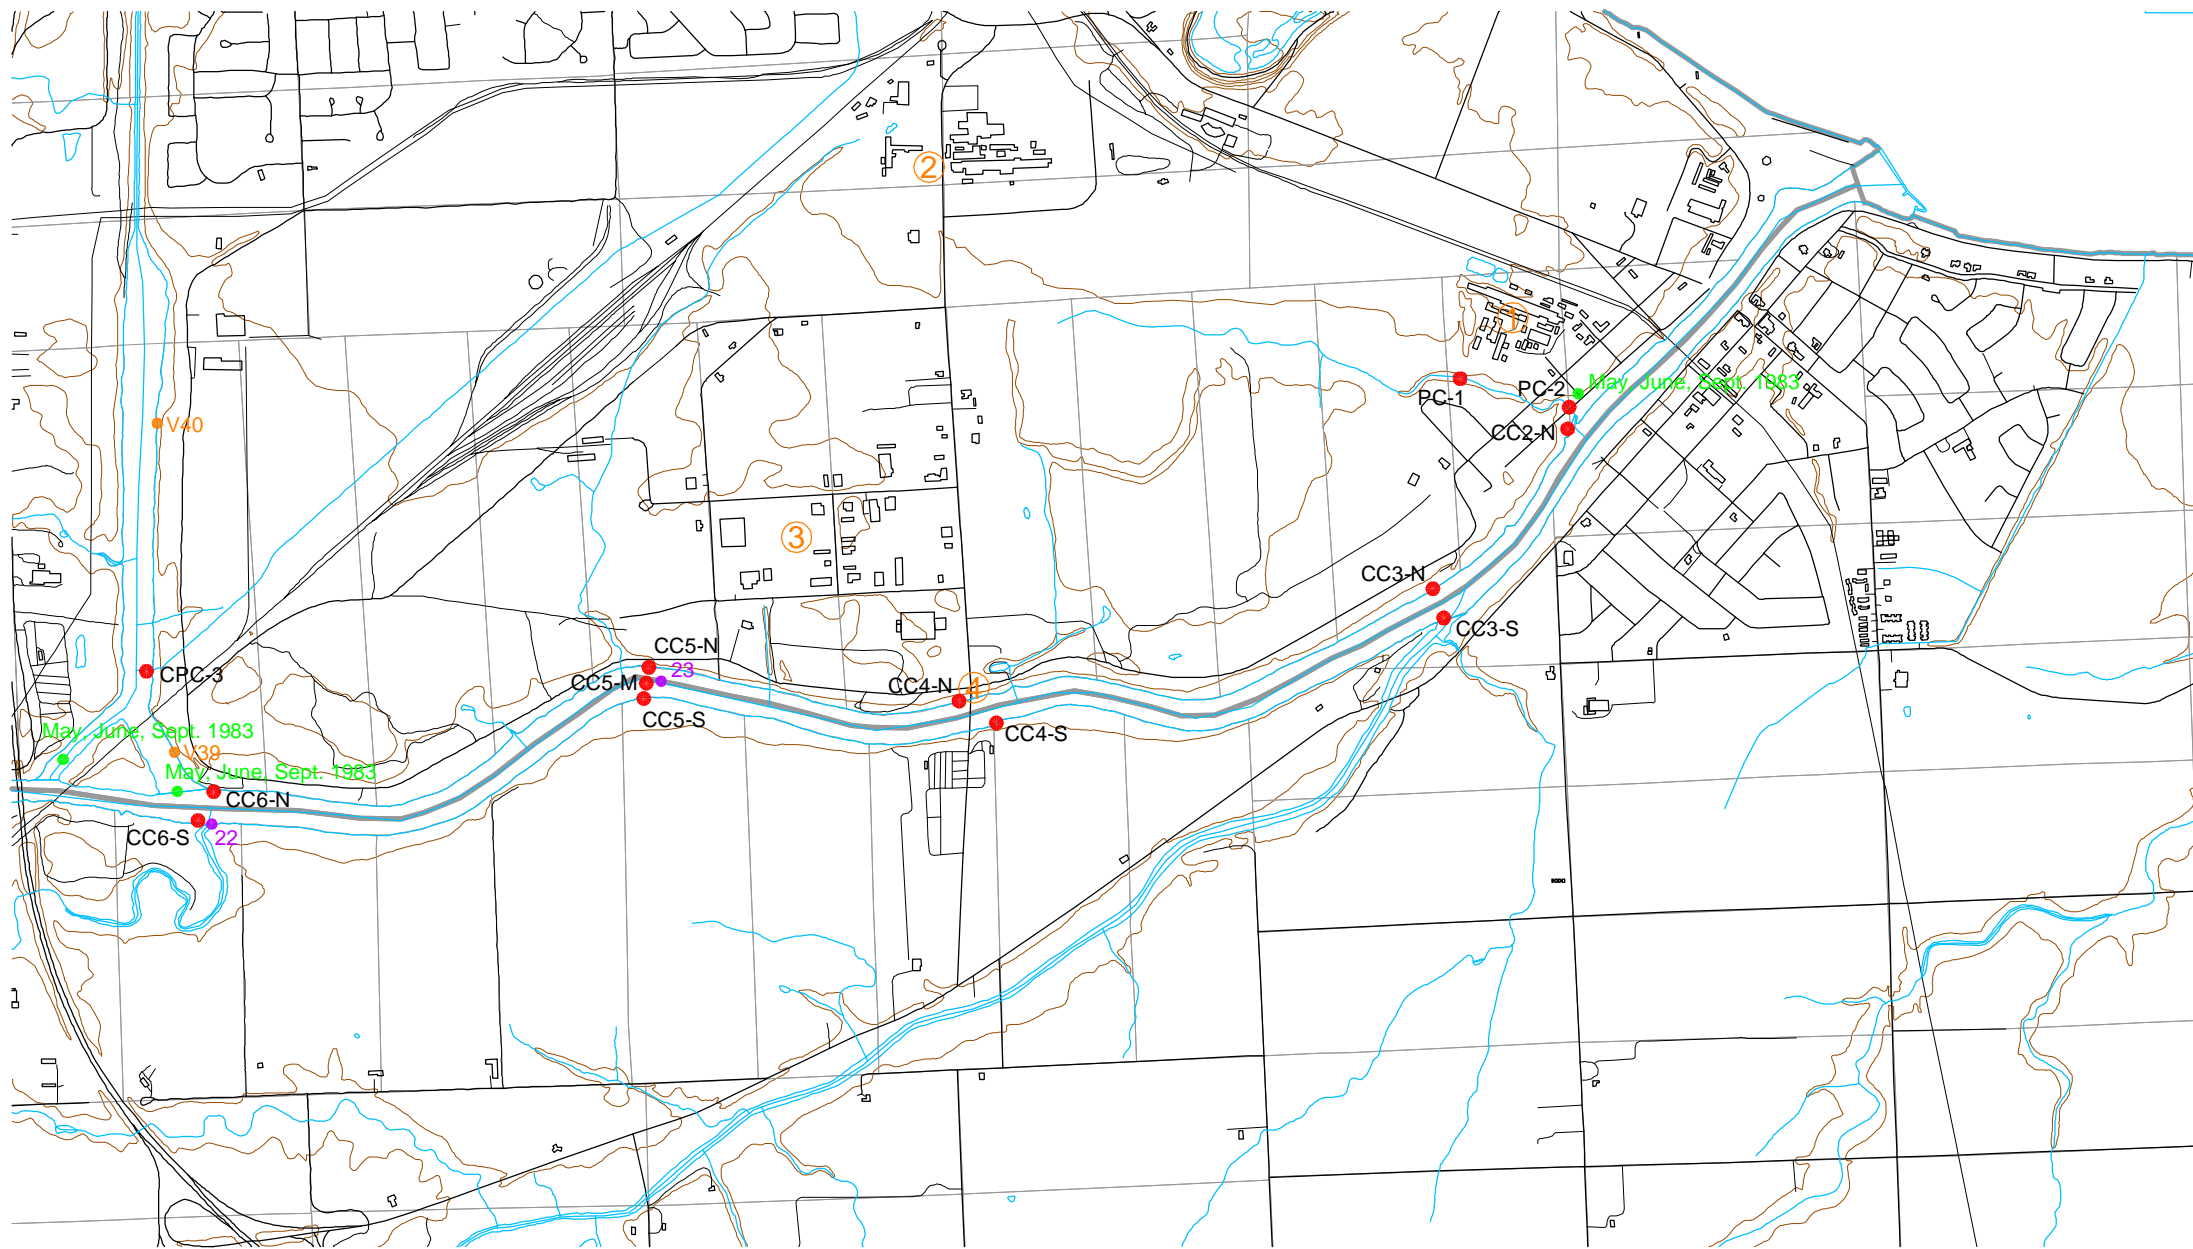 2
1
May, June, Sept. 1983
PC-2
PC-1
V40
CC2-N
3
CC3-N
CC3-S
CC5-N
23
CPC-3
CC5-M
CC4-N
4
CC5-S
May, June, Sept. 1983
CC4-S
V39
May, June, Sept. 1983
CC6-N
CC6-S
22